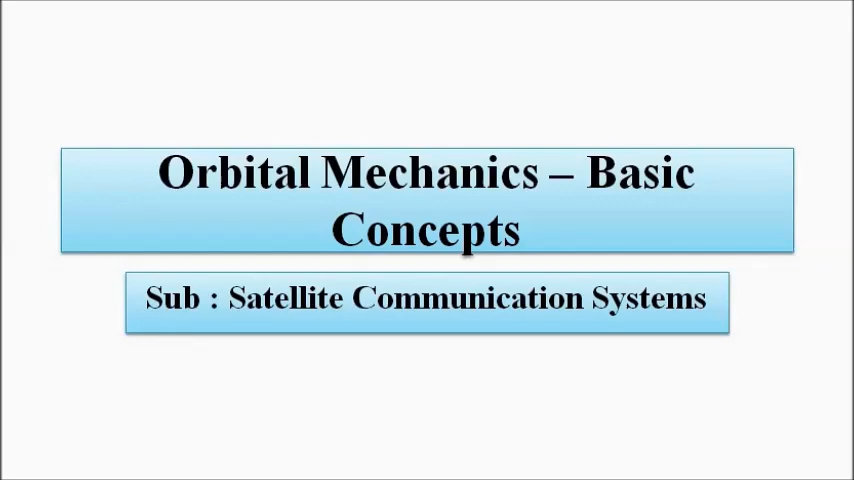 Orbital Mechanics – Basic
Concepts
Sub : Satellite Communication Systems